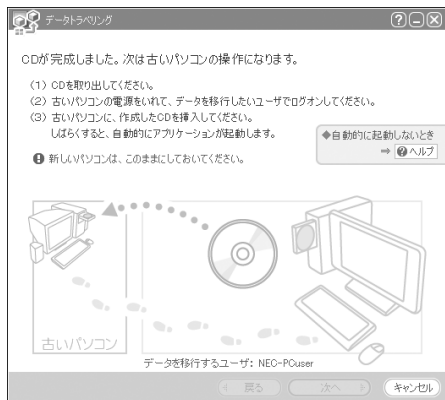 データトラベリング
CDが完成しました。次は古いパソコンの操作になります。
(1) CDを取り出してください。
(2) 古いパソコンの電源をいれて、データを移行したいユーザでログオンしてください。
(3) 古いパソコンに、作成したCDを挿入してください。
しばらくすると、自動的にアプリケーションが起動します。
◆自動的に起動しないとき
⇒ ?ヘルプ
! 新しいパソコンは、このままにしておいてください。
古いパソコン
データを移行するユーザ: NEC-PCuser
戻る 次へ キャンセル